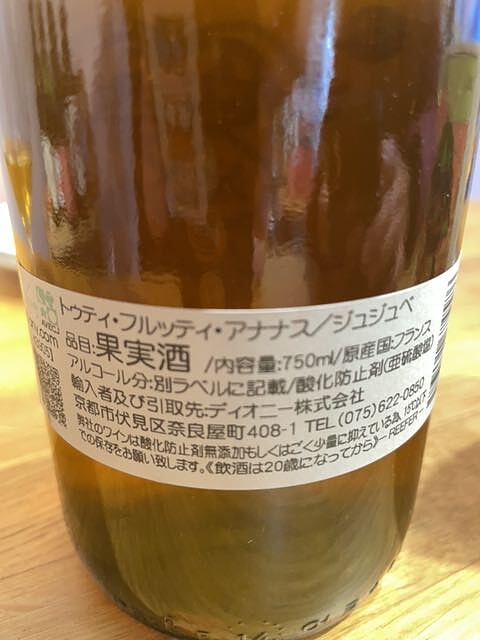 トゥティ・フルッティ・アナナス／ジュジュベ
品目:果実酒 /内容量:750ml/原産国:フランス
アルコール分:別ラベルに記載/酸化防止剤(亜硫酸塩)
輸入者及び引取先:ディオニー株式会社
京都市伏見区奈良屋町408-1 TEL(075)622-0850
弊社のワインは酸化防止剤無添加もしくはごく少量に抑えている為、15℃以下
での保存をお願い致します。《飲酒は20歳になってから》— REEFER —